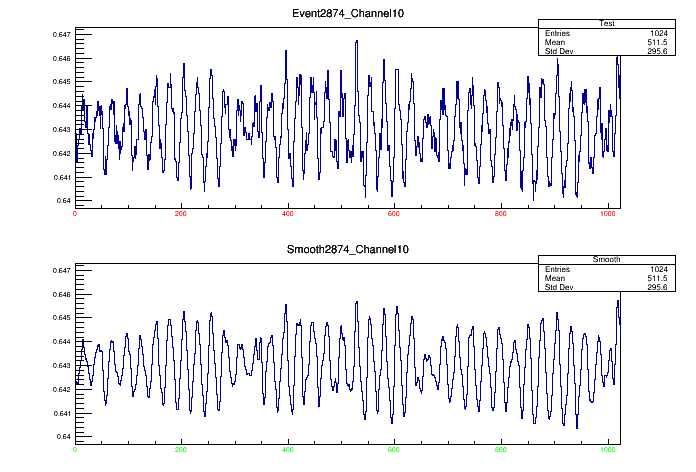 Event2874_Channel10
Test
Entries 1024
Mean 511.5
Std Dev 295.6
0.647
0.646
0.645
0.644
0.643
0.642
0.641
0.64
0 200 400 600 800 1000
Smooth2874_Channel10
Smooth
Entries 1024
Mean 511.5
Std Dev 295.6
0.647
0.646
0.645
0.644
0.643
0.642
0.641
0.64
0 200 400 600 800 1000